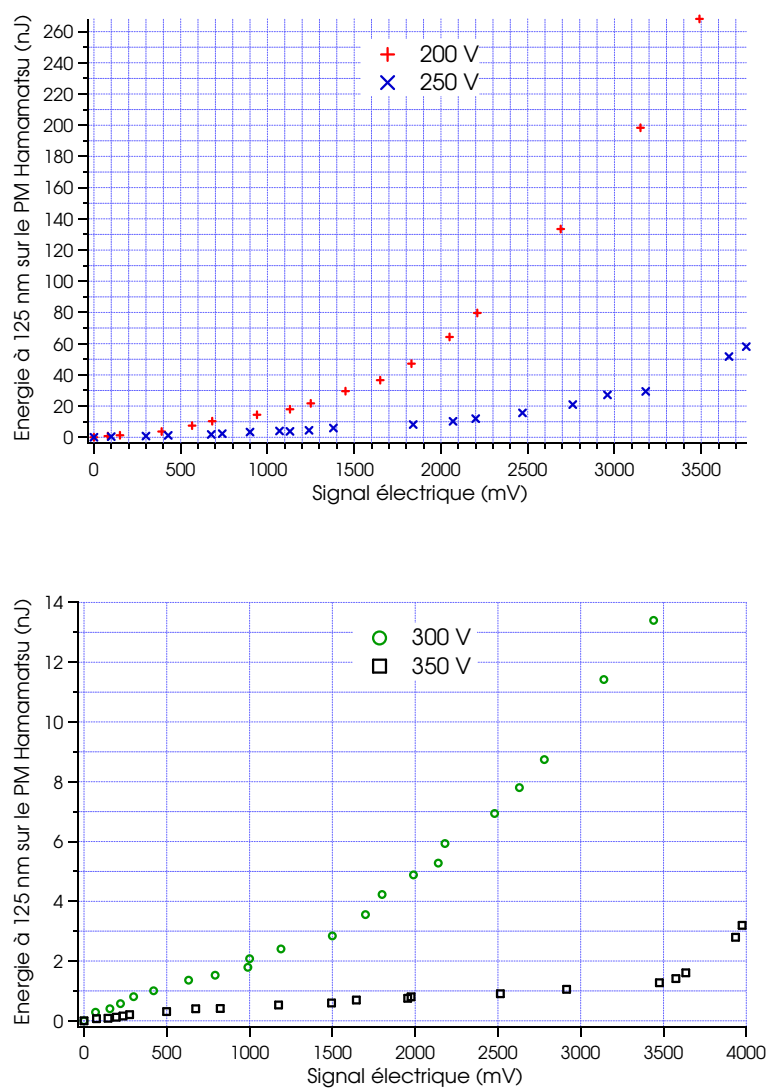 Energie à 125 nm sur le PM Hamamatsu (nJ)
260
240
220
200
180
160
140
120
100
80
60
40
20
0
200 V
250 V
0 500 1000 1500 2000 2500 3000 3500
Signal électrique (mV)
Energie à 125 nm sur le PM Hamamatsu (nJ)
14
12
10
8
6
4
2
0
300 V
350 V
0 500 1000 1500 2000 2500 3000 3500 4000
Signal électrique (mV)